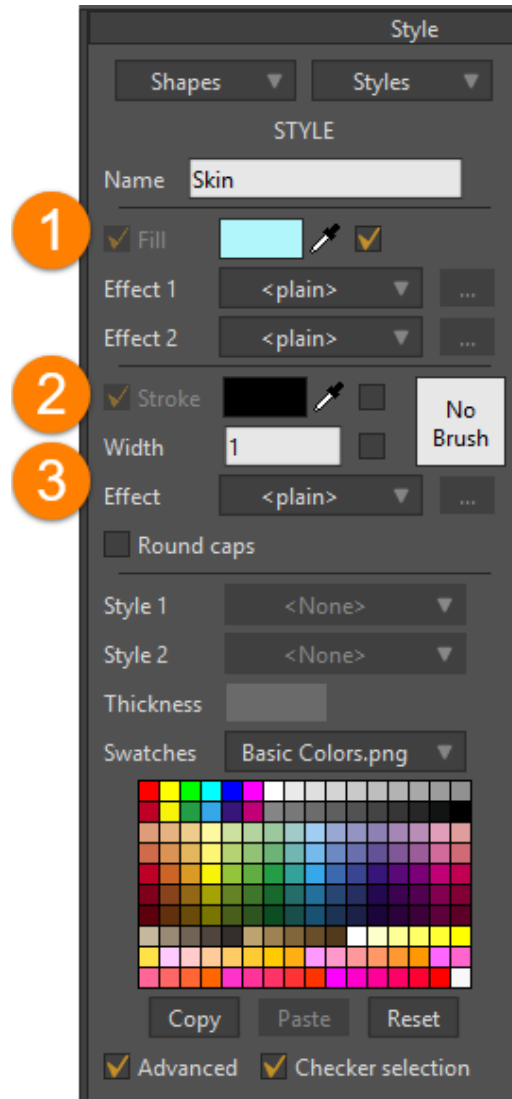 Style
Shapes Styles
STYLE
Name Skin
1 Fill
Effect 1 <plain> ...
Effect 2 <plain> ...
2 Stroke No
Width 1 Brush
3 Effect <plain> ...
Round caps
Style 1 <None>
Style 2 <None>
Thickness
Swatches Basic Colors.png
Copy Paste Reset
Advanced Checker selection